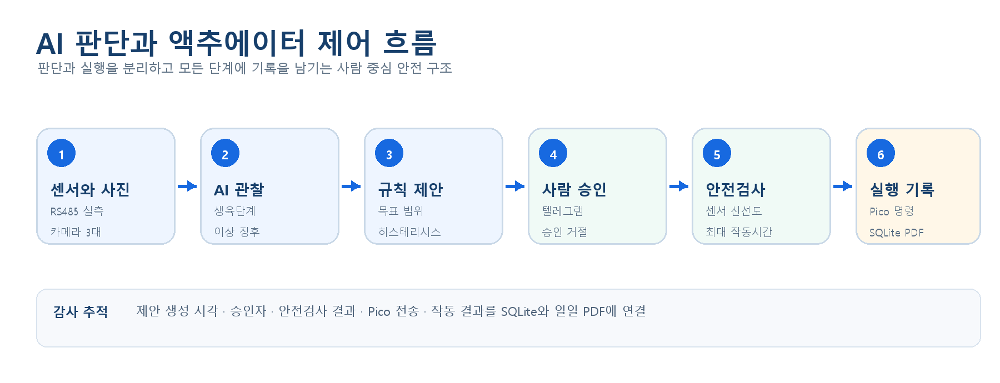 AI 판단과 액추에이터 제어 흐름
판단과 실행을 분리하고 모든 단계에 기록을 남기는 사람 중심 안전 구조
1
센서와 사진
RS485 실측
카메라 3대
2
AI 관찰
생육단계
이상 징후
3
규칙 제안
목표 범위
히스테리시스
4
사람 승인
텔레그램
승인 거절
5
안전검사
센서 신선도
최대 작동시간
6
실행 기록
Pico 명령
SQLite PDF
감사 추적 제안 생성 시각 · 승인자 · 안전검사 결과 · Pico 전송 · 작동 결과를 SQLite와 일일 PDF에 연결